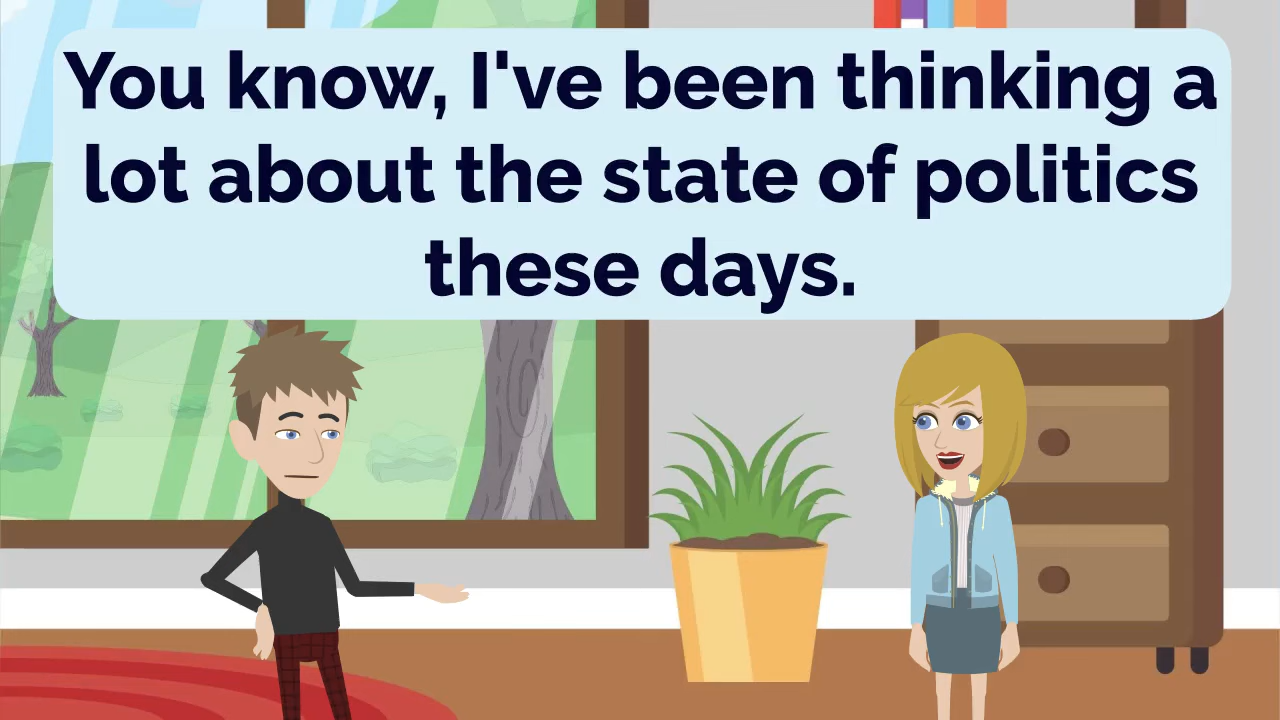 You know, I've been thinking a
lot about the state of politics
these days.